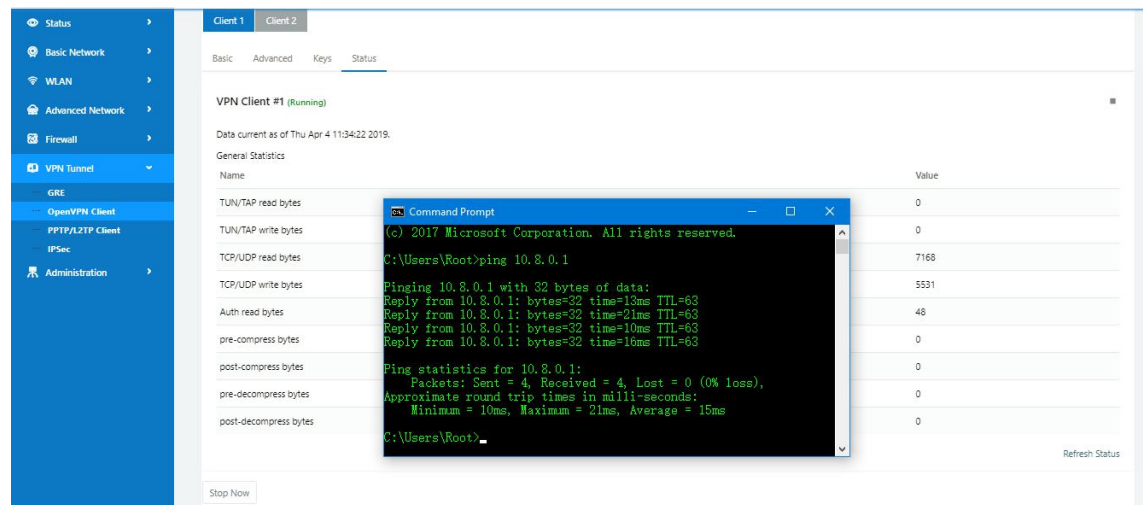 Status
Basic Network
WLAN
Advanced Network
Firewall
VPN Tunnel
GRE
OpenVPN Client
PPTP/L2TP Client
IPSec
Administration
Client 1 Client 2
Basic Advanced Keys Status
VPN Client #1 (Running)
Data current as of Thu Apr 4 11:34:22 2019.
General Statistics
Name Value
TUN/TAP read bytes 0
TUN/TAP write bytes 0
TCP/UDP read bytes 7168
TCP/UDP write bytes 5531
Auth read bytes 48
pre-compress bytes 0
post-compress bytes 0
pre-decompress bytes 0
post-decompress bytes 0
Refresh Status
Stop Now
Command Prompt
(c) 2017 Microsoft Corporation. All rights reserved.
C:\Users\Root>ping 10.8.0.1
Pinging 10.8.0.1 with 32 bytes of data:
Reply from 10.8.0.1: bytes=32 time=13ms TTL=63
Reply from 10.8.0.1: bytes=32 time=21ms TTL=63
Reply from 10.8.0.1: bytes=32 time=10ms TTL=63
Reply from 10.8.0.1: bytes=32 time=16ms TTL=63
Ping statistics for 10.8.0.1:
Packets: Sent = 4, Received = 4, Lost = 0 (0% loss),
Approximate round trip times in milli-seconds:
Minimum = 10ms, Maximum = 21ms, Average = 15ms
C:\Users\Root>